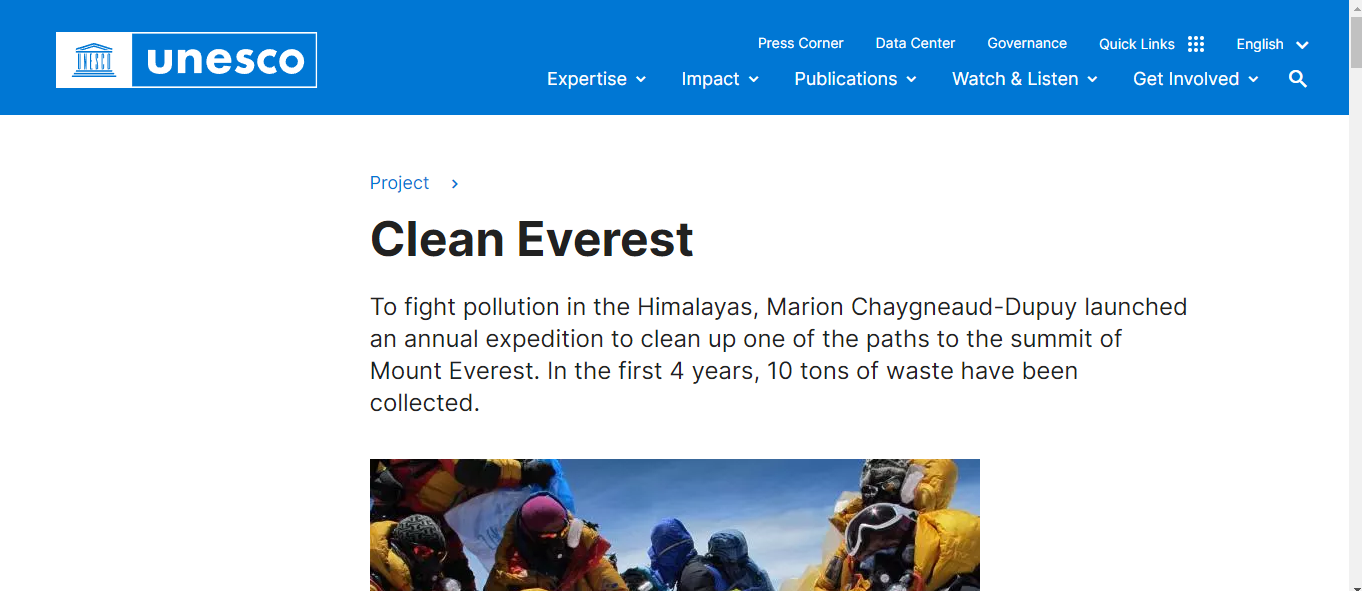 unesco
Press Corner Data Center Governance Quick Links English
Expertise Impact Publications Watch & Listen Get Involved
Project
Clean Everest
To fight pollution in the Himalayas, Marion Chaygneaud-Dupuy launched
an annual expedition to clean up one of the paths to the summit of
Mount Everest. In the first 4 years, 10 tons of waste have been
collected.